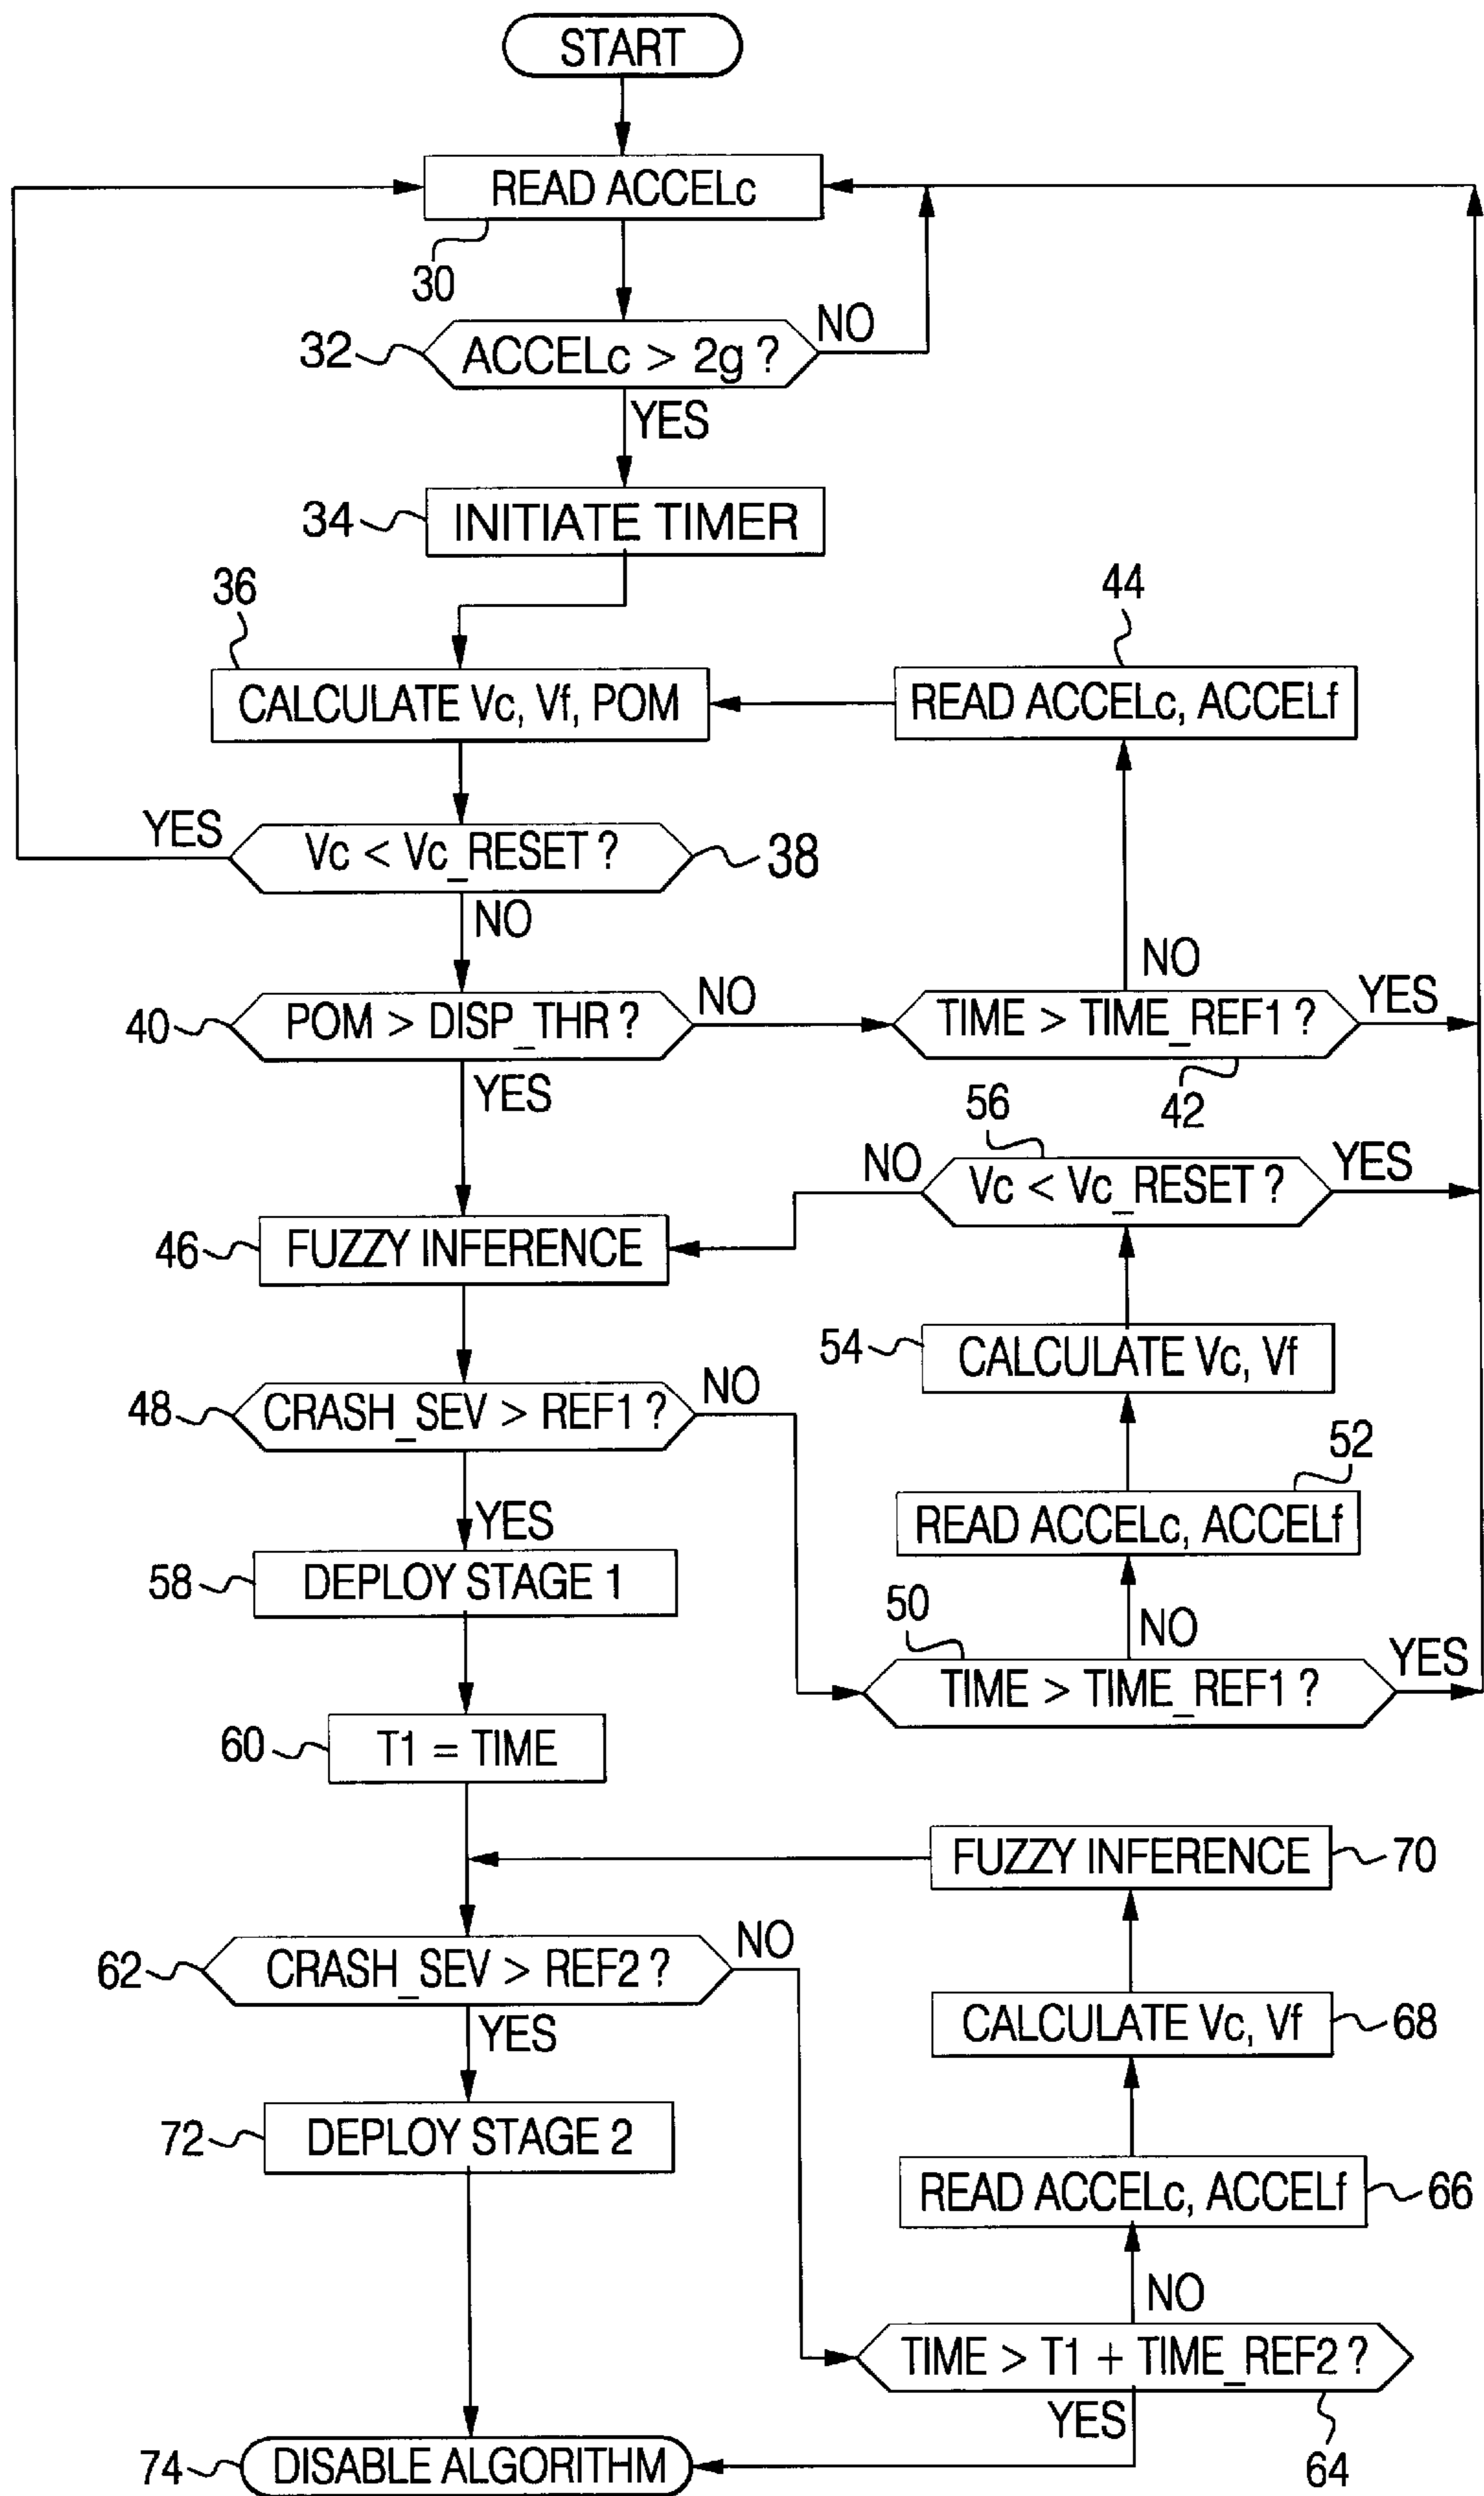 START
READ ACCELc
30
32
ACCELc > 2g ?
NO
YES
34
INITIATE TIMER
36
44
CALCULATE Vc, Vf, POM
READ ACCELc, ACCELf
YES
Vc < Vc_RESET ?
38
NO
NO
40
POM > DISP_THR ?
NO
TIME > TIME_REF1 ?
YES
YES
42
56
NO
Vc < Vc_RESET ?
YES
46
FUZZY INFERENCE
54
CALCULATE Vc, Vf
48
CRASH_SEV > REF1 ?
NO
52
READ ACCELc, ACCELf
YES
58
DEPLOY STAGE 1
50
NO
TIME > TIME_REF1 ?
YES
60
T1 = TIME
FUZZY INFERENCE
70
62
CRASH_SEV > REF2 ?
NO
YES
CALCULATE Vc, Vf
68
72
DEPLOY STAGE 2
READ ACCELc, ACCELf
66
NO
TIME > T1 + TIME_REF2 ?
YES
64
74
DISABLE ALGORITHM